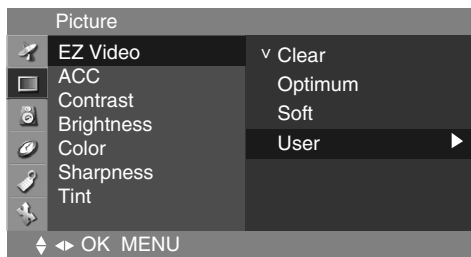 Picture
EZ Video
ACC
Contrast
Brightness
Color
Sharpness
Tint
v Clear
Optimum
Soft
User
OK MENU